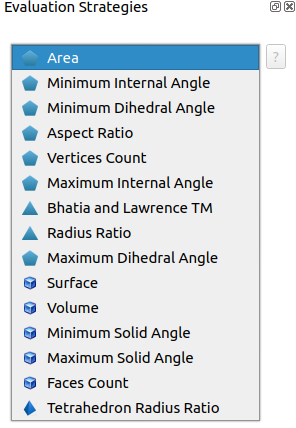 Evaluation Strategies
Area
?
Minimum Internal Angle
Minimum Dihedral Angle
Aspect Ratio
Vertices Count
Maximum Internal Angle
Bhatia and Lawrence TM
Radius Ratio
Maximum Dihedral Angle
Surface
Volume
Minimum Solid Angle
Maximum Solid Angle
Faces Count
Tetrahedron Radius Ratio